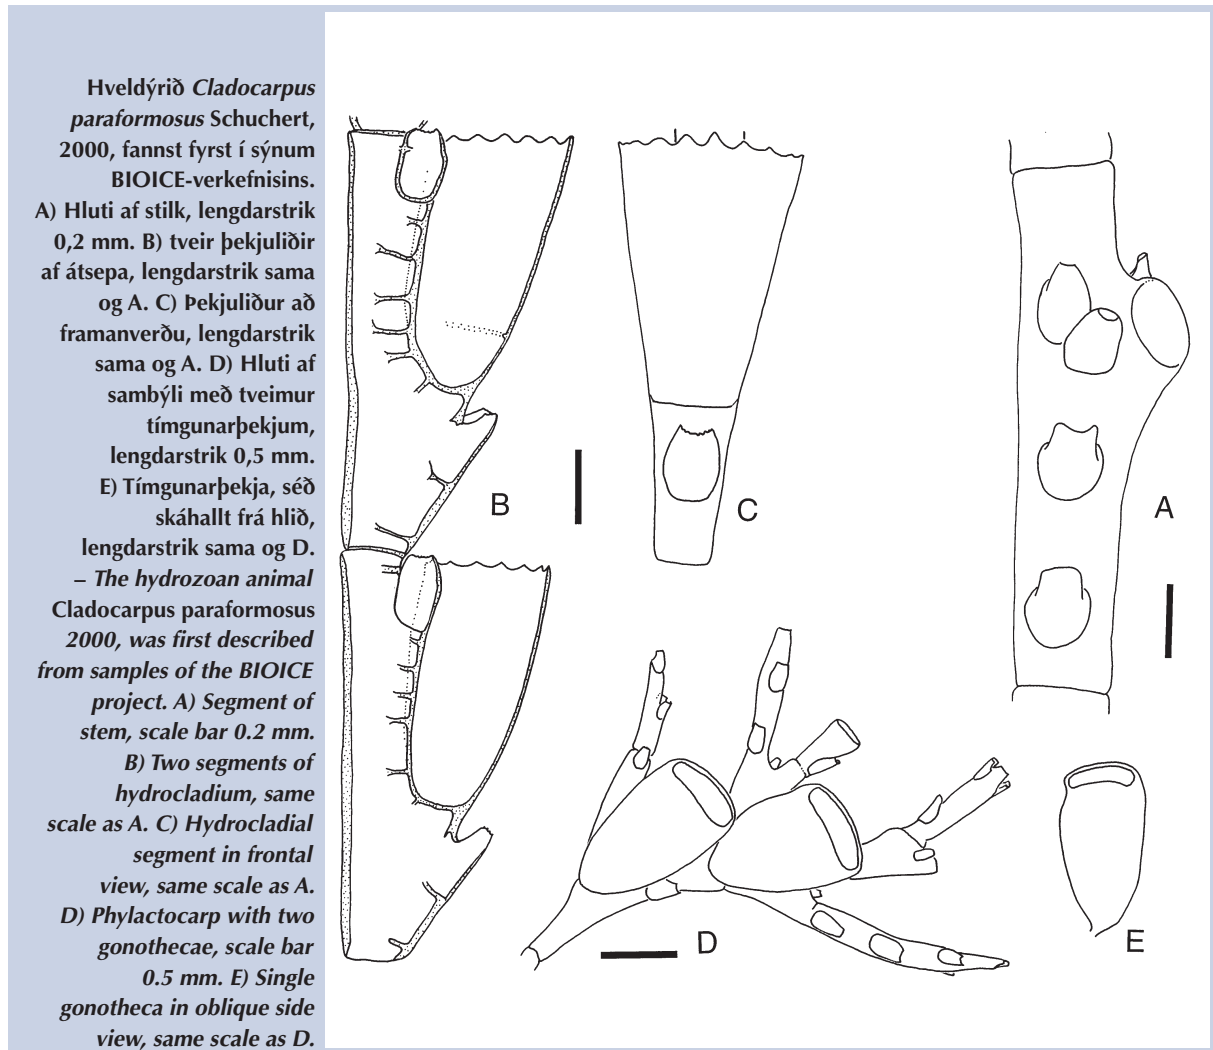 Hveldýrið Cladocarpus
paraformosus Schuchert,
2000, fannst fyrst í sýnum
BIOICE-verkefnisins.
A) Hluti af stilk, lengdarstrik
0,2 mm. B) tveir þekjuliðir
af átsepa, lengdarstrik sama
og A. C) Þekjuliður að
framanverðu, lengdarstrik
sama og A. D) Hluti af
sambýli með tveimur
tímgunarþekjum,
lengdarstrik 0,5 mm.
E) Tímgunarþekja, séð
skáhallt frá hlið,
lengdarstrik sama og D.
– The hydrozoan animal
Cladocarpus paraformosus
2000, was first described
from samples of the BIOICE
project. A) Segment of
stem, scale bar 0.2 mm.
B) Two segments of
hydrocladium, same
scale as A. C) Hydrocladial
segment in frontal
view, same scale as A.
D) Phylactocarp with two
gonothecae, scale bar
0.5 mm. E) Single
gonotheca in oblique side
view, same scale as D.
B
C
A
D
E